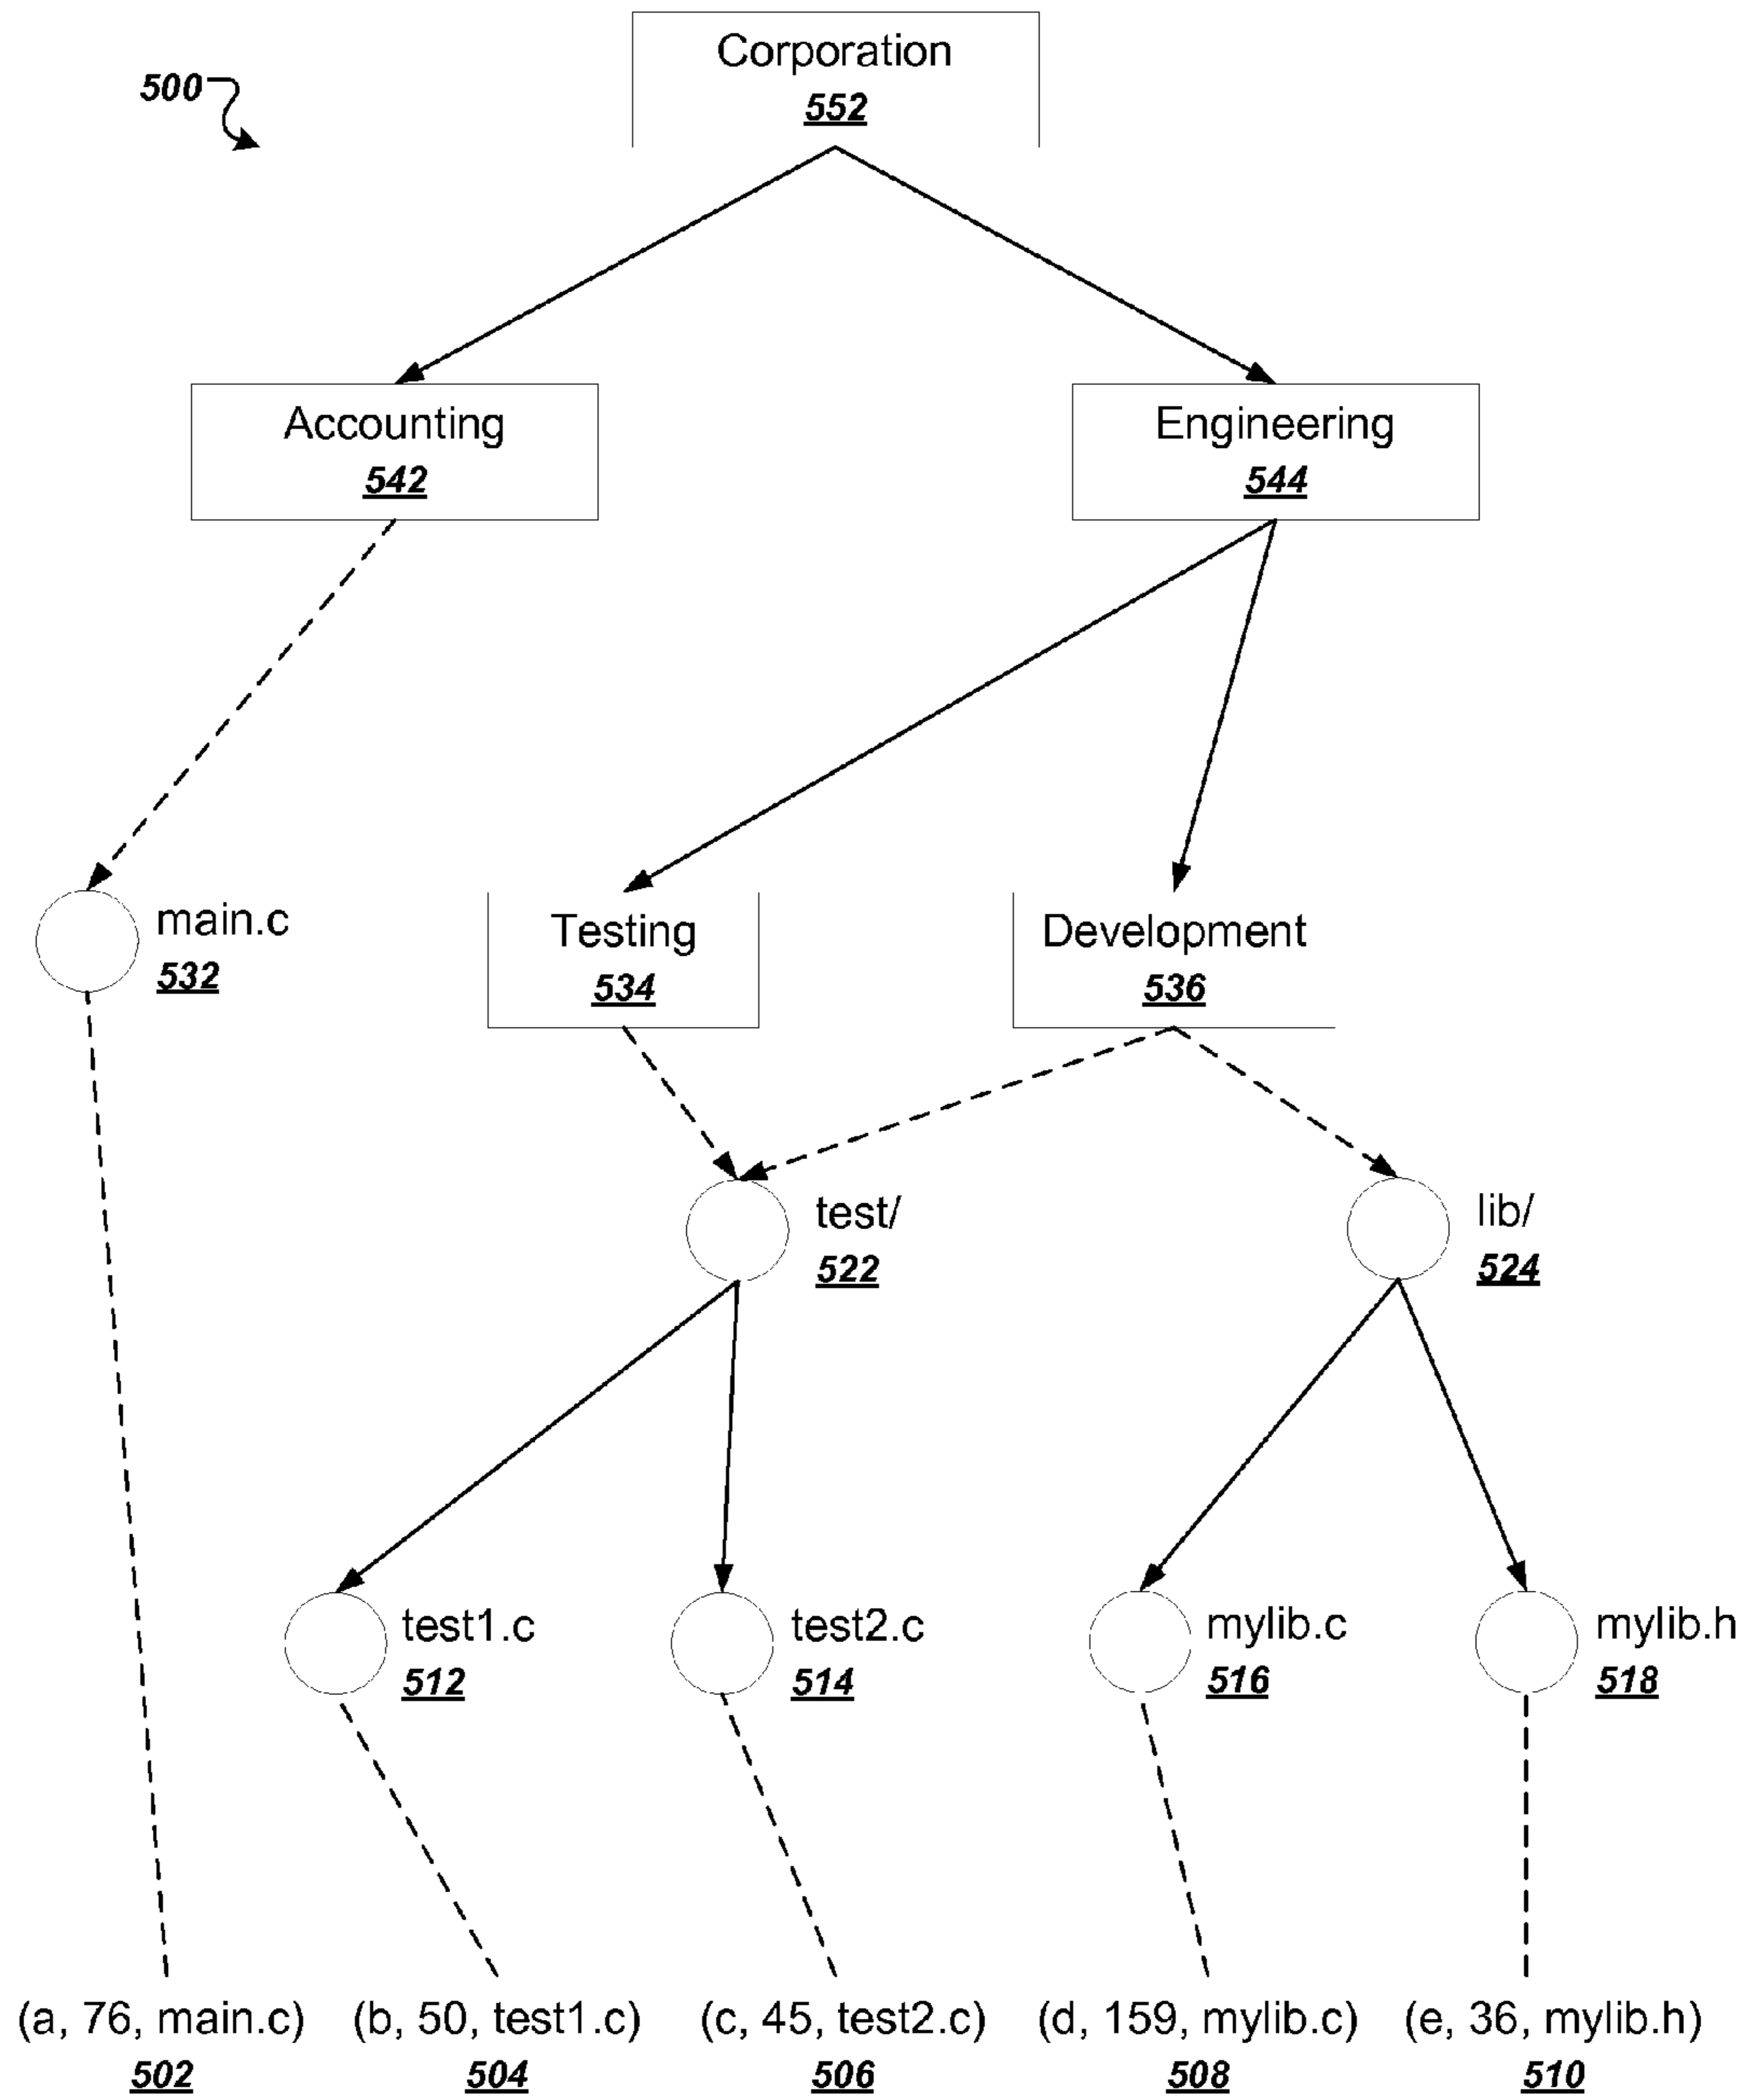 Corporation
552
500
Accounting
542
Engineering
544
main.c
532
Testing
534
Development
536
test/
522
lib/
524
test1.c
512
test2.c
514
mylib.c
516
mylib.h
518
(a, 76, main.c)
502
(b, 50, test1.c)
504
(c, 45, test2.c)
506
(d, 159, mylib.c)
508
(e, 36, mylib.h)
510